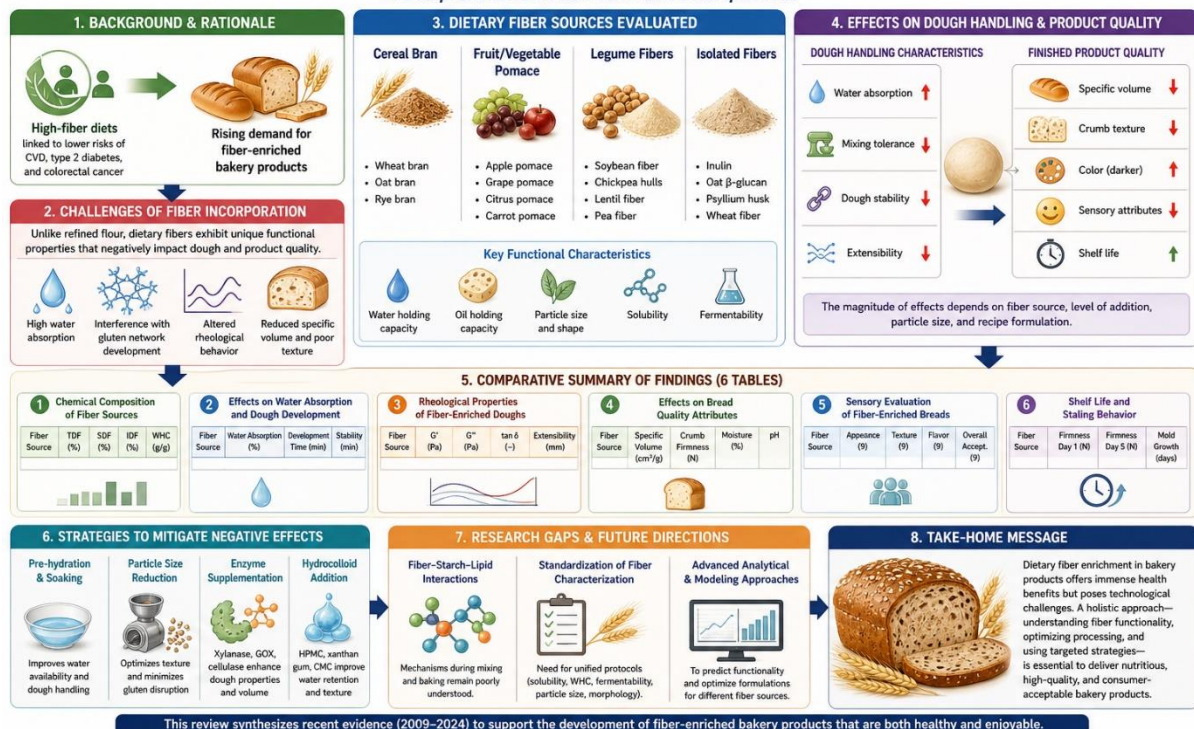 1. BACKGROUND & RATIONALE
High-fiber diets
linked to lower risks of
CVD, type 2 diabetes,
and colorectal cancer
Rising demand for
fiber-enriched
bakery products
2. CHALLENGES OF FIBER INCORPORATION
Unlike refined flour, dietary fibers exhibit unique functional
properties that negatively impact dough and product quality.
High water
absorption
Interference with
gluten network
development
Altered
rheological
behavior
Reduced specific
volume and poor
texture
3. DIETARY FIBER SOURCES EVALUATED
Cereal Bran
• Wheat bran
• Oat bran
• Rye bran
Fruit/Vegetable
Pomace
• Apple pomace
• Grape pomace
• Citrus pomace
• Carrot pomace
Legume Fibers
• Soybean fiber
• Chickpea hulls
• Lentil fiber
• Pea fiber
Isolated Fibers
• Inulin
• Oat β-glucan
• Psyllium husk
• Wheat fiber
Key Functional Characteristics
Water holding
capacity
Oil holding
capacity
Particle size
and shape
Solubility
Fermentability
4. EFFECTS ON DOUGH HANDLING & PRODUCT QUALITY
DOUGH HANDLING CHARACTERISTICS
Water absorption ↑
Mixing tolerance ↓
Dough stability ↓
Extensibility ↓
FINISHED PRODUCT QUALITY
Specific volume ↓
Crumb texture ↓
Color (darker) ↑
Sensory attributes ↓
Shelf life ↑
The magnitude of effects depends on fiber source, level of addition,
particle size, and recipe formulation.
5. COMPARATIVE SUMMARY OF FINDINGS (6 TABLES)
1 Chemical Composition
of Fiber Sources
Fiber Source TDF (%) SDF (%) IDF (%) WHC (g/g)
2 Effects on Water Absorption
and Dough Development
Fiber Source Water Absorption (%) Development Time (min) Stability (min)
3 Rheological Properties
of Fiber-Enriched Doughs
Fiber Source G' (Pa) G" (Pa) tan δ (–) Extensibility (mm)
4 Effects on Bread
Quality Attributes
Fiber Source Specific Volume (cm³/g) Crumb Firmness (N) Moisture (%) pH
5 Sensory Evaluation
of Fiber-Enriched Breads
Fiber Source Appeance (9) Texture (9) Flavor (9) Overall Accept. (9)
6 Shelf Life and
Staling Behavior
Fiber Source Firmness Day 1 (N) Firmness Day 5 (N) Mold Growth (days)
6. STRATEGIES TO MITIGATE NEGATIVE EFFECTS
Pre-hydration
& Soaking
Improves water
availability and
dough handling
Particle Size
Reduction
Optimizes texture
and minimizes
gluten disruption
Enzyme
Supplementation
Xylanase, GOX,
cellulase enhance
dough properties
and volume
Hydrocolloid
Addition
HPMC, xanthan
gum, CMC improve
water retention
and texture
7. RESEARCH GAPS & FUTURE DIRECTIONS
Fiber–Starch–Lipid
Interactions
Mechanisms during mixing
and baking remain poorly
understood.
Standardization of Fiber
Characterization
Need for unified protocols
(solubility, WHC, fermentability,
particle size, morphology).
Advanced Analytical
& Modeling Approaches
To predict functionality
and optimize formulations
for different fiber sources.
8. TAKE-HOME MESSAGE
Dietary fiber enrichment in bakery
products offers immense health
benefits but poses technological
challenges. A holistic approach—
understanding fiber functionality,
optimizing processing, and
using targeted strategies—
is essential to deliver nutritious,
high-quality, and consumer-
acceptable bakery products.
This review synthesizes recent evidence (2009–2024) to support the development of fiber-enriched bakery products that are both healthy and enjoyable.